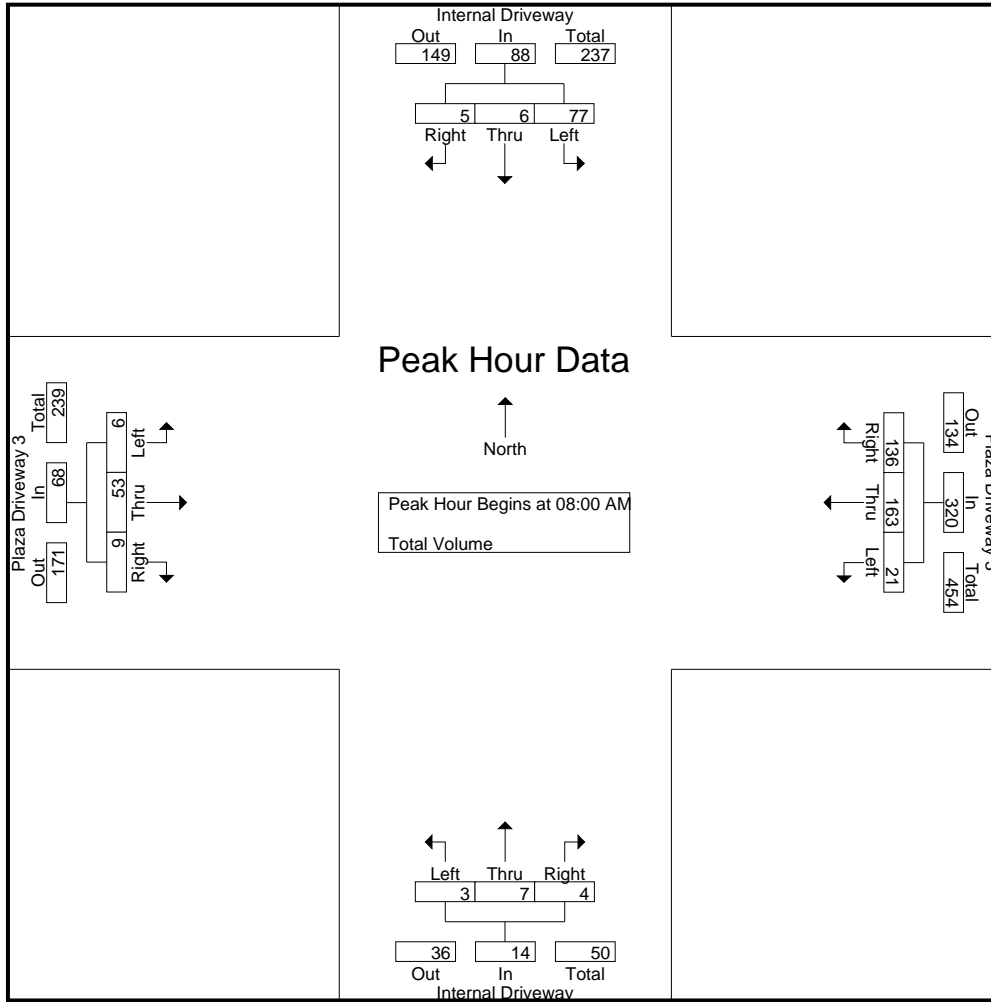 Internal Driveway
Out In Total
149 88 237
5 6 77
Right Thru Left
Peak Hour Data
North
Peak Hour Begins at 08:00 AM
Total Volume
Plaza Driveway 3
Total In Out
239 68 171
6 53 9
Left Thru Right
Plaza Driveway 3
Out In Total
134 320 454
136 163 21
Right Thru Left
Left Thru Right
3 7 4
36 14 50
Out In Total
Internal Driveway